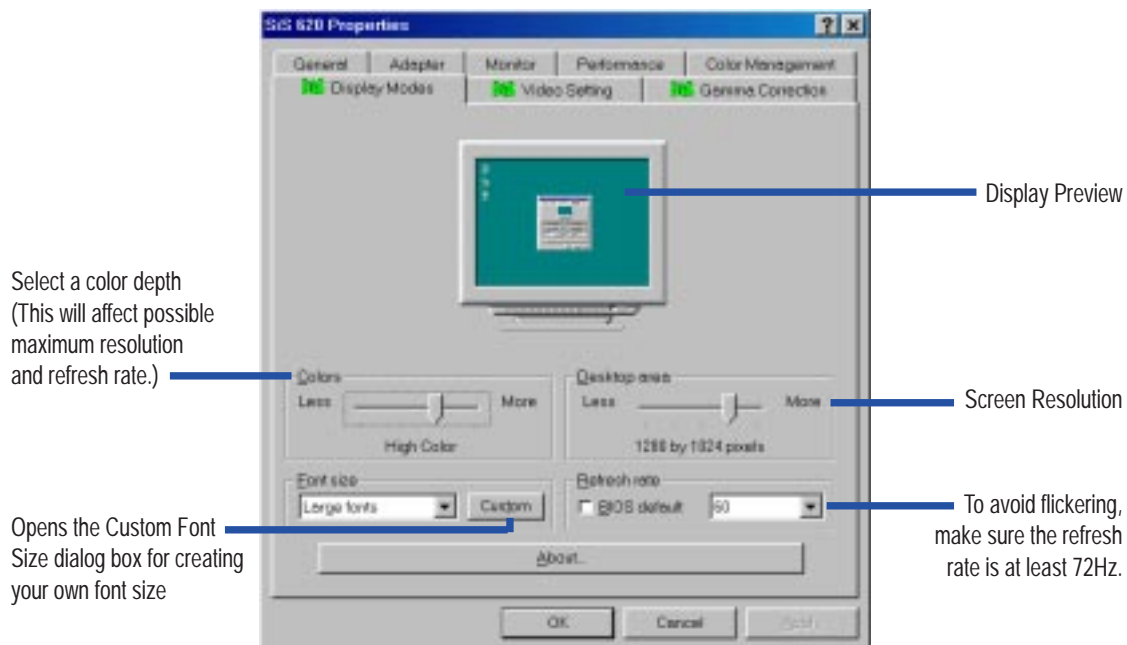 SiS 620 Properties
General Adapter Monitor Performance Color Management
Display Modes Video Setting Gamma Correction
Display Preview
Select a color depth
(This will affect possible
maximum resolution
and refresh rate.)
Colors
Less More
High Color
Desktop area
Less More
1280 by 1024 pixels
Screen Resolution
Font size
Large fonts Custom
Refresh rate
BIOS default 60
To avoid flickering,
make sure the refresh
rate is at least 72Hz.
Opens the Custom Font
Size dialog box for creating
your own font size
About...
OK Cancel Apply